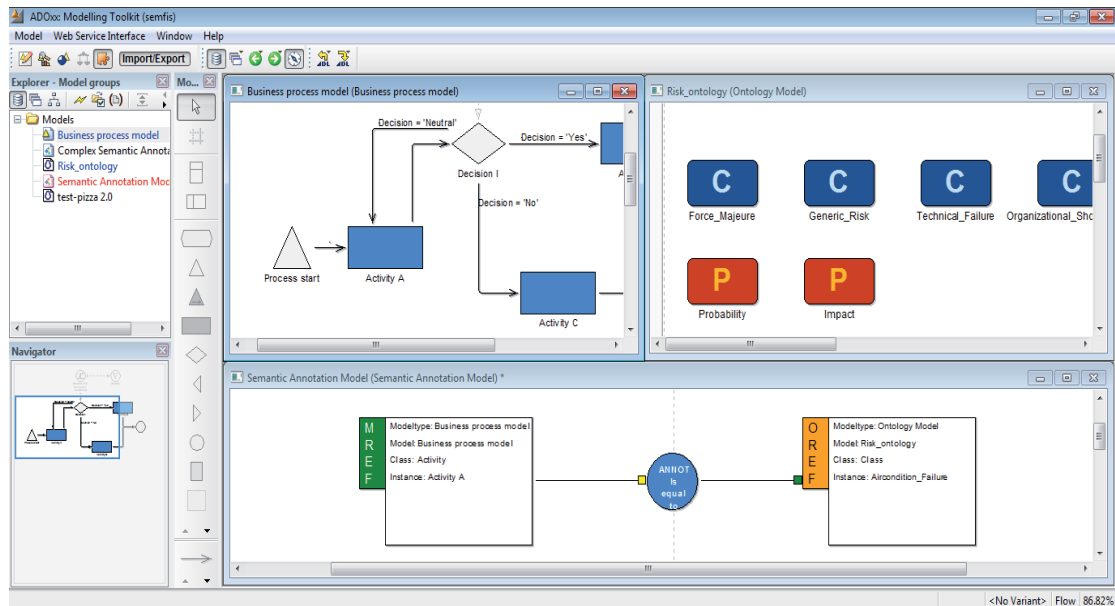 ADOxx: Modelling Toolkit (semfis)
Model Web Service Interface Window Help
Import/Export
ADL ADL
Explorer - Model groups
Mo...
Models
Business process model
Complex Semantic Annota
Risk_ontology
Semantic Annotation Moc
test-pizza 2.0
Navigator
Business process model (Business process model)
Decision = 'Neutral'
Decision = 'Yes'
Decision I
A
Decision = 'No'
Process start
Activity A
Activity C
Risk_ontology (Ontology Model)
C C C C
Force_Majeure Generic_Risk Technical_Failure Organizational_Sho
P P
Probability Impact
Semantic Annotation Model (Semantic Annotation Model) *
MREF
Modeltype: Business process model
Model: Business process model
Class: Activity
Instance: Activity A
ANNOT
Is
equal
to
OREF
Modeltype: Ontology Model
Model: Risk_ontology
Class: Class
Instance: Aircondition_Failure
<No Variant> Flow 86.82%